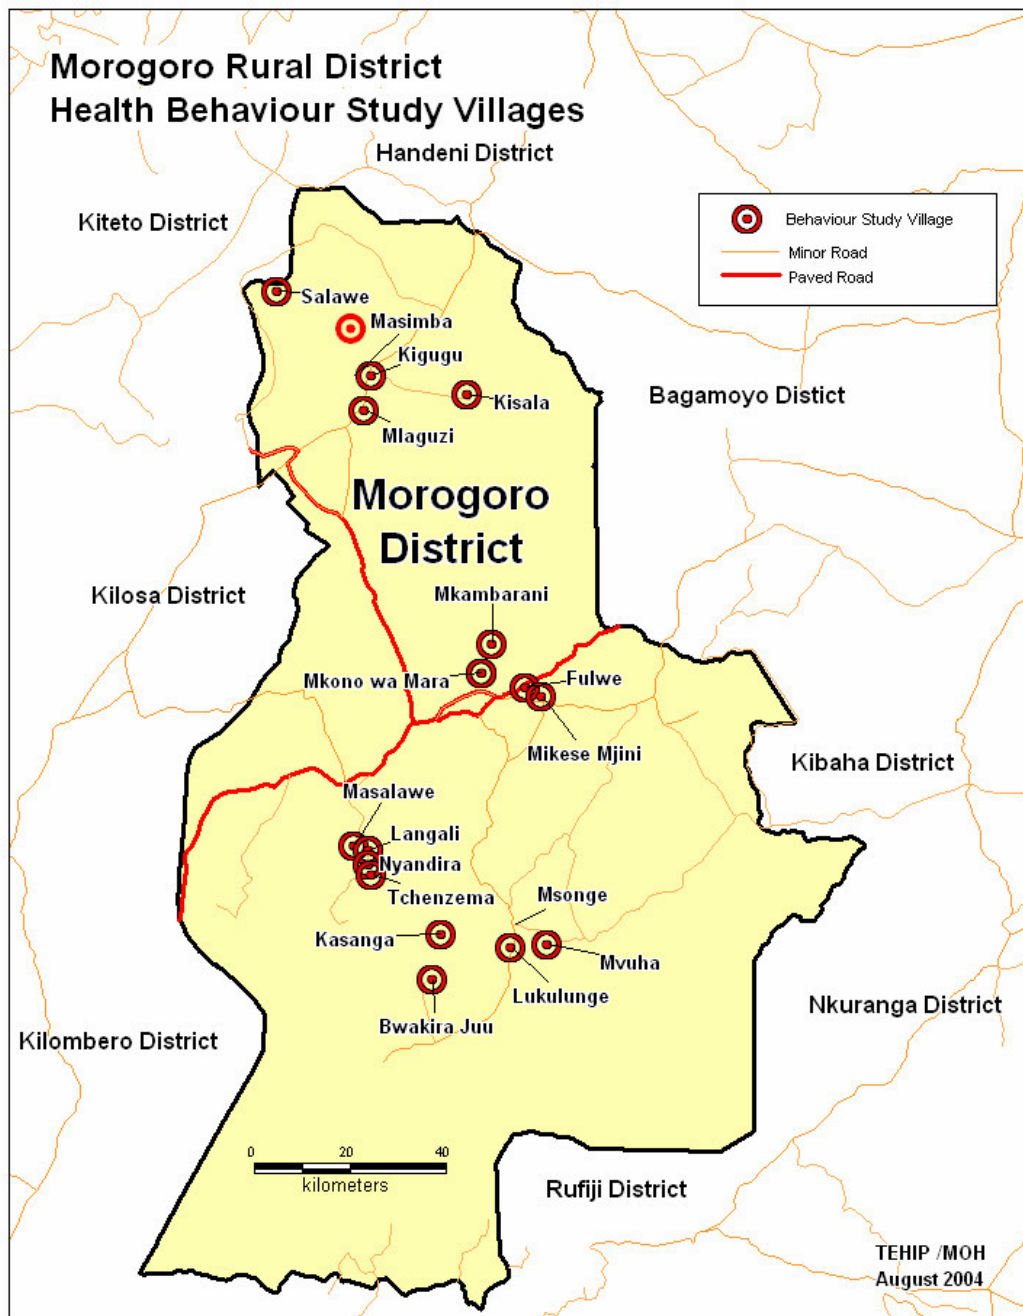 Morogoro Rural District
Health Behaviour Study Villages
Handeni District
Kiteto District
Behaviour Study Village
Minor Road
Paved Road
Salawe
Masimba
Kigugu
Kisala
Bagamoyo Distict
Mlaguzi
Morogoro
District
Kilosa District
Mkambarani
Mkono wa Mara
Fulwe
Mikese Mjini
Kibaha District
Masalawe
Langali
Nyandira
Tchenzema
Msonge
Kasanga
Mvuha
Lukulunge
Nkuranga District
Bwakira Juu
Kilombero District
0 20 40
kilometers
Rufiji District
TEHIP /MOH
August 2004